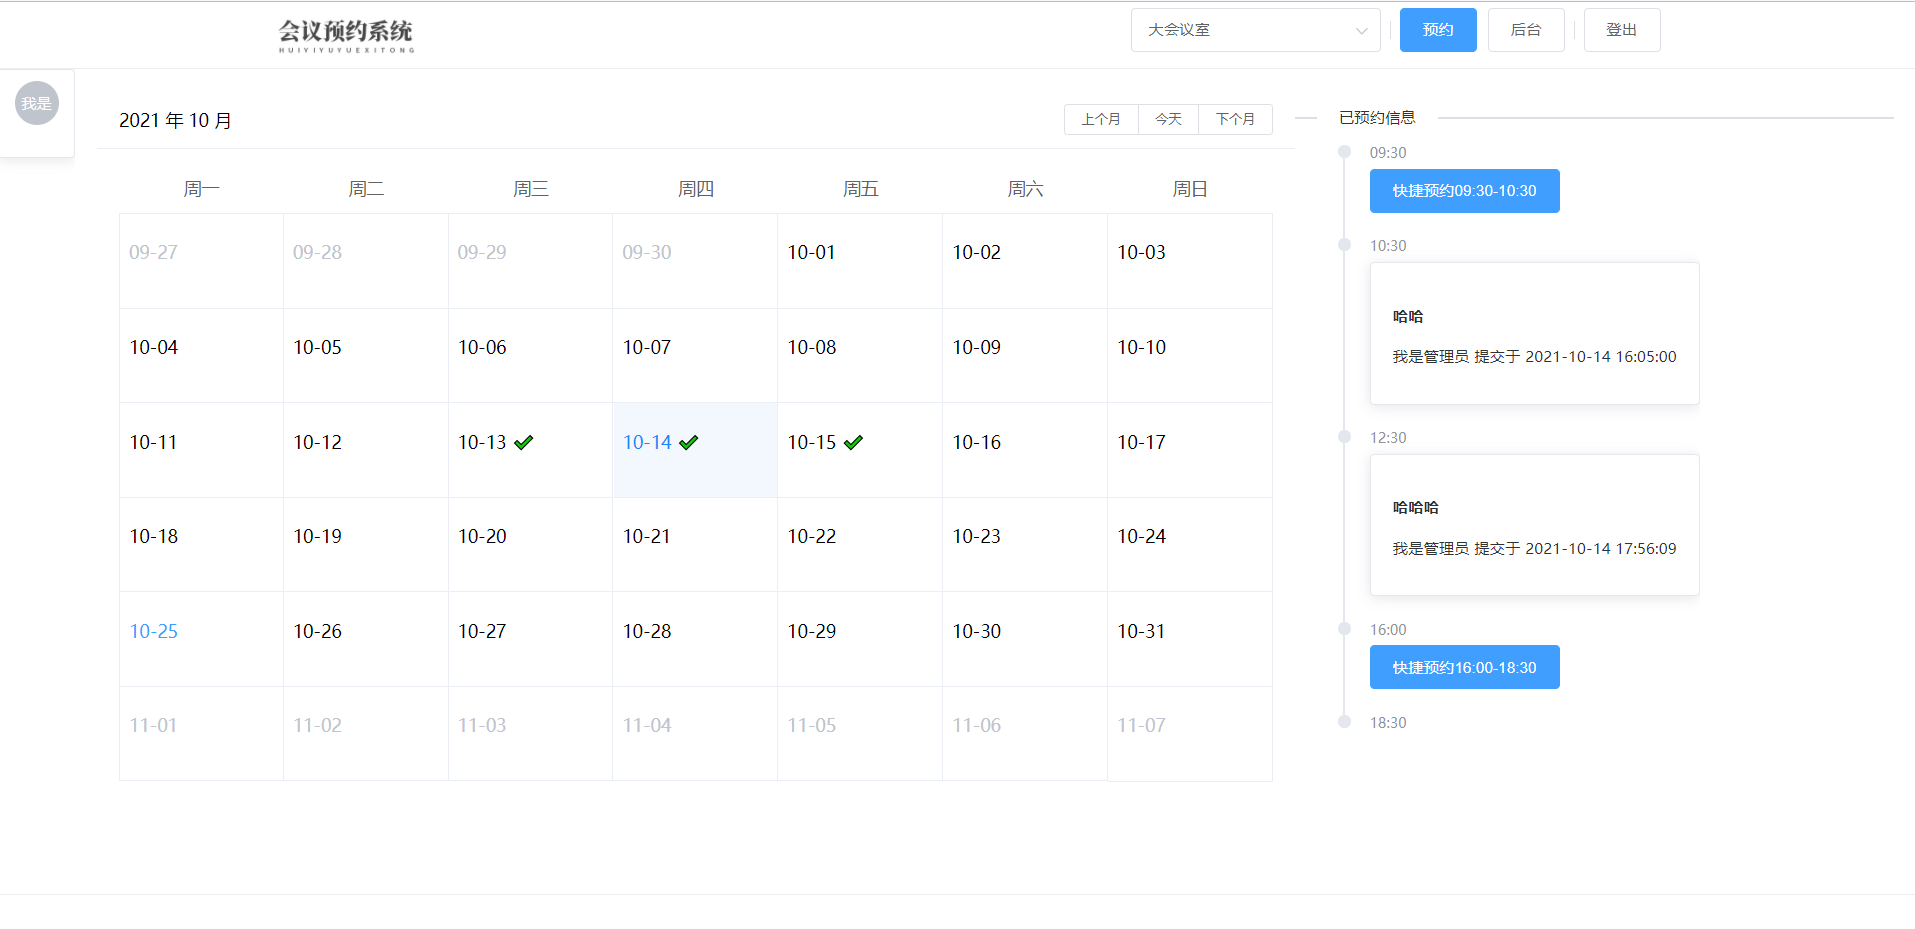 会议预约系统
HUIYIYUYUEXITONG
大会议室
预约
后台
登出
我是
2021 年 10 月
上个月 今天 下个月
周一 周二 周三 周四 周五 周六 周日
09-27 09-28 09-29 09-30 10-01 10-02 10-03
10-04 10-05 10-06 10-07 10-08 10-09 10-10
10-11 10-12 10-13 ✔ 10-14 ✔ 10-15 ✔ 10-16 10-17
10-18 10-19 10-20 10-21 10-22 10-23 10-24
10-25 10-26 10-27 10-28 10-29 10-30 10-31
11-01 11-02 11-03 11-04 11-05 11-06 11-07
已预约信息
09:30
快捷预约09:30-10:30
10:30
哈哈
我是管理员 提交于 2021-10-14 16:05:00
12:30
哈哈哈
我是管理员 提交于 2021-10-14 17:56:09
16:00
快捷预约16:00-18:30
18:30